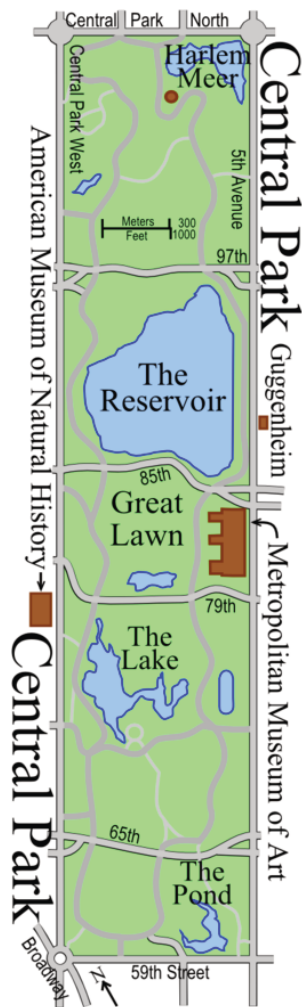 Central Park North
Harlem
Meer
Central Park
Central Park West
5th Avenue
Meters 300
Feet 1000
97th
American Museum of Natural History
The
Reservoir
Guggenheim
85th
Great
Lawn
Metropolitan Museum of Art
79th
The
Lake
Central Park
65th
The
Pond
Broadway
59th Street
N